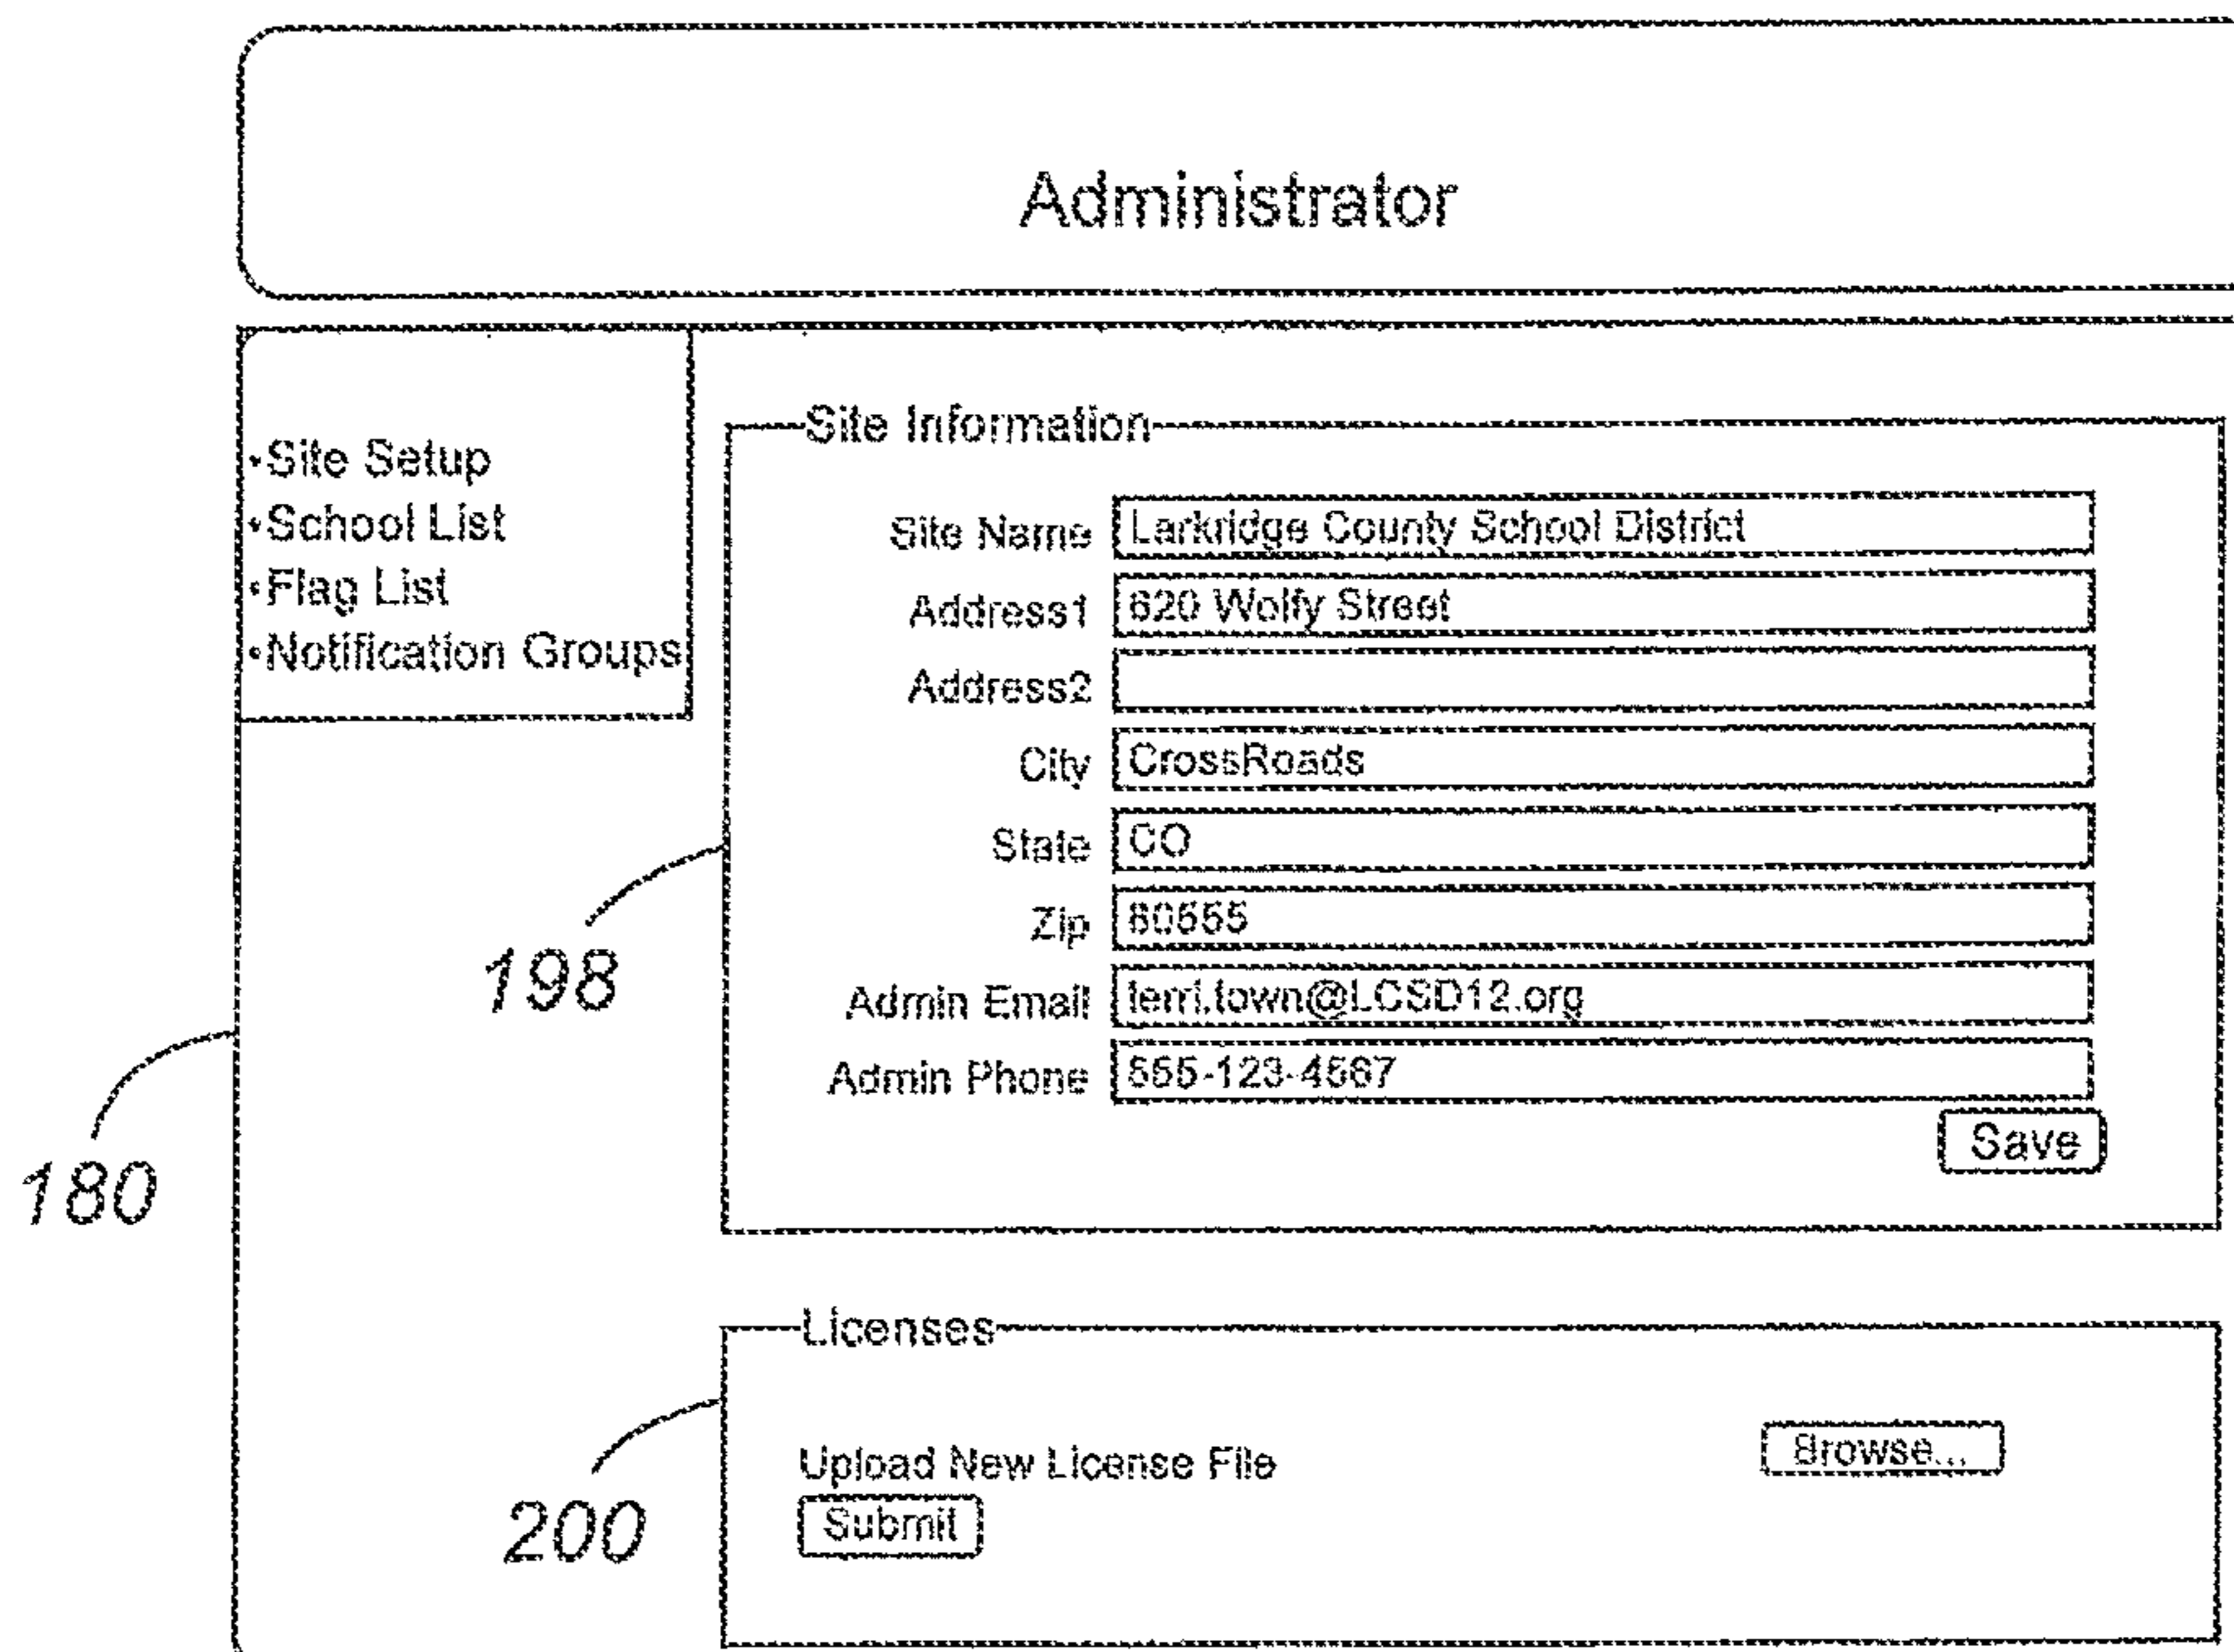 Administrator
•Site Setup
•School List
•Flag List
•Notification Groups
Site Information
Site Name Larkridge County School District
Address1 620 Wolfy Street
Address2
City CrossRoads
State CO
Zip 80555
Admin Email terri.town@LCSD12.org
Admin Phone 555-123-4567
Save
198
180
Licenses
Upload New License File Browse...
Submit
200